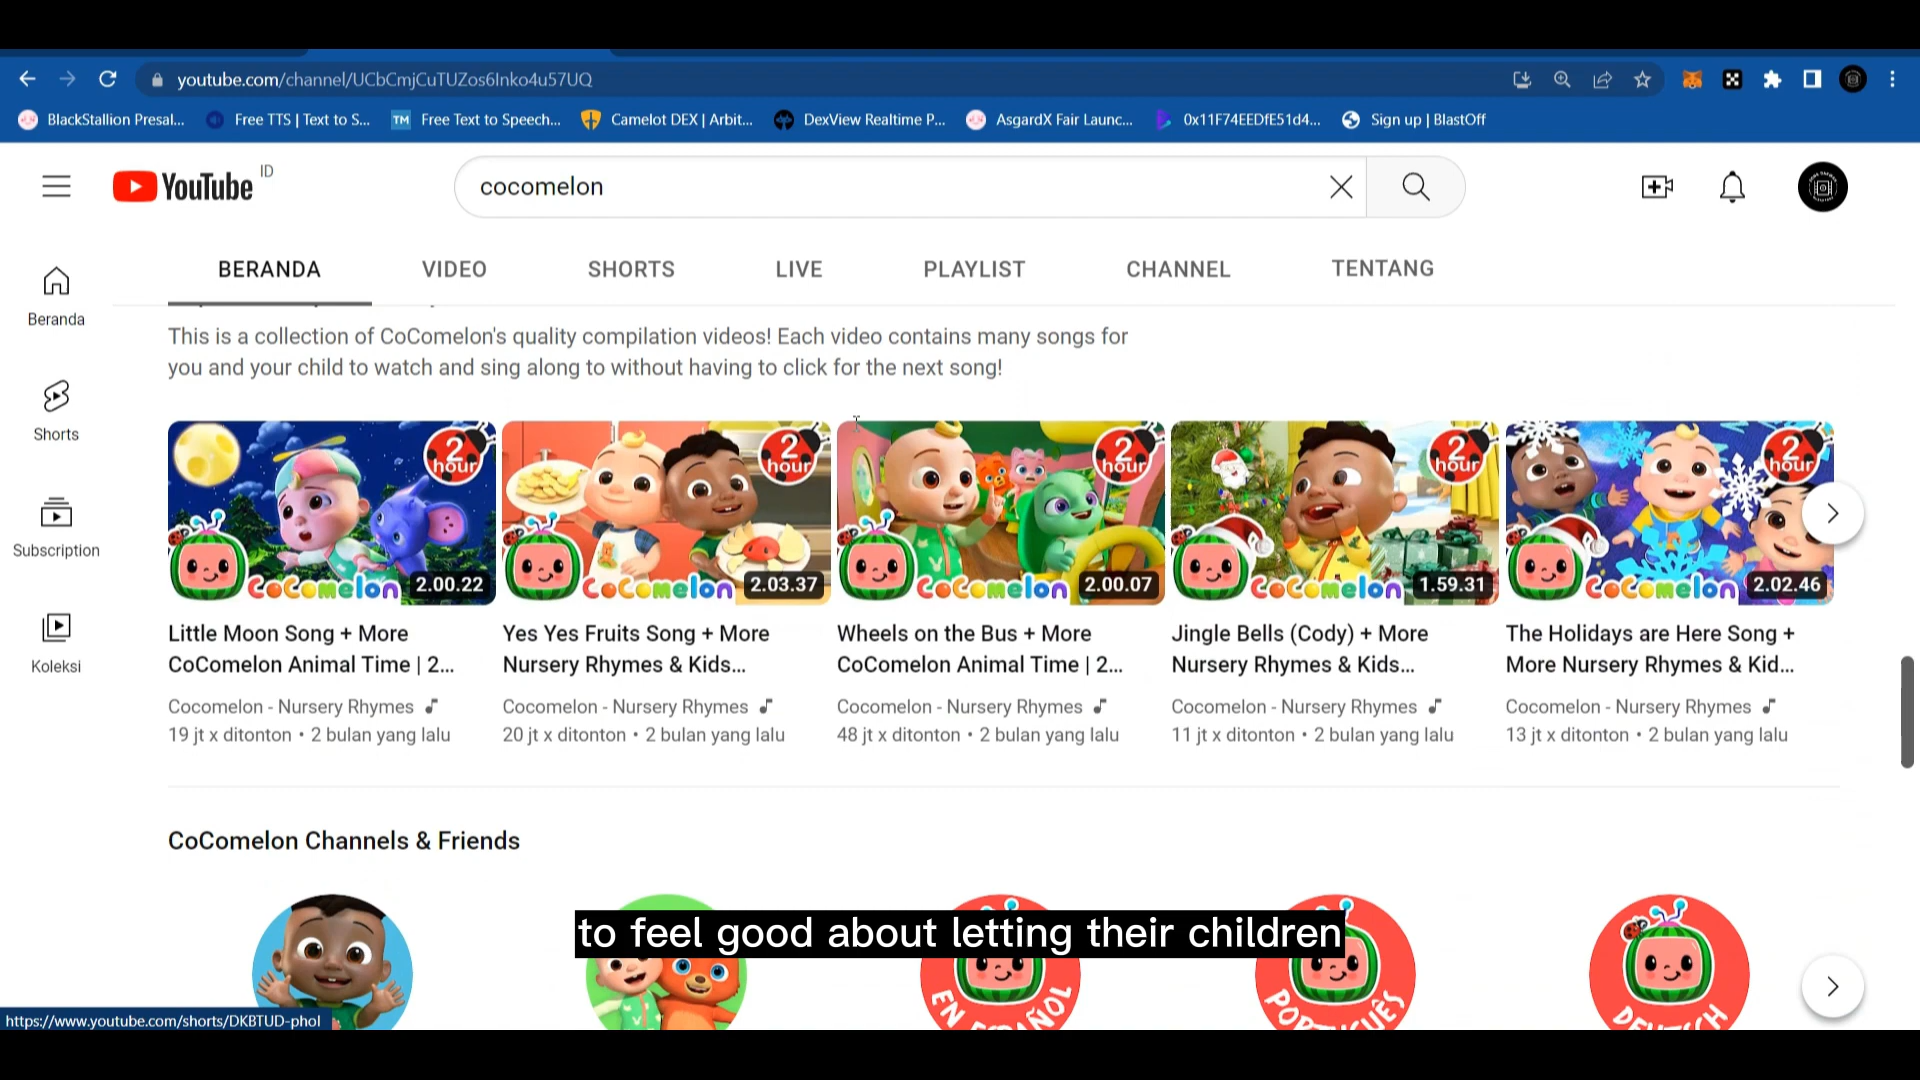 youtube.com/channel/UCbCmjCuTUZos6Inko4u57UQ
BlackStallion Presal...
Free TTS | Text to S...
TM
Free Text to Speech...
Camelot DEX | Arbit...
DexView Realtime P...
AsgardX Fair Launc...
0x11F74EEDfE51d4...
Sign up | BlastOff
YouTube ID
cocomelon
BERANDA
VIDEO
SHORTS
LIVE
PLAYLIST
CHANNEL
TENTANG
Beranda
Shorts
Subscription
Koleksi
This is a collection of CoComelon's quality compilation videos! Each video contains many songs for
you and your child to watch and sing along to without having to click for the next song!
2 hour
CoComelon
2.00.22
2 hour
CoComelon
2.03.37
2 hour
CoComelon
2.00.07
2 hour
CoComelon
1.59.31
2 hour
CoComelon
2.02.46
Little Moon Song + More
CoComelon Animal Time | 2...
Cocomelon - Nursery Rhymes
19 jt x ditonton • 2 bulan yang lalu
Yes Yes Fruits Song + More
Nursery Rhymes & Kids...
Cocomelon - Nursery Rhymes
20 jt x ditonton • 2 bulan yang lalu
Wheels on the Bus + More
CoComelon Animal Time | 2...
Cocomelon - Nursery Rhymes
48 jt x ditonton • 2 bulan yang lalu
Jingle Bells (Cody) + More
Nursery Rhymes & Kids...
Cocomelon - Nursery Rhymes
11 jt x ditonton • 2 bulan yang lalu
The Holidays are Here Song +
More Nursery Rhymes & Kid...
Cocomelon - Nursery Rhymes
13 jt x ditonton • 2 bulan yang lalu
CoComelon Channels & Friends
to feel good about letting their children
EN ESPAÑOL
PORTUGUÊS
DEUTSCH
https://www.youtube.com/shorts/DKBTUD-phoI